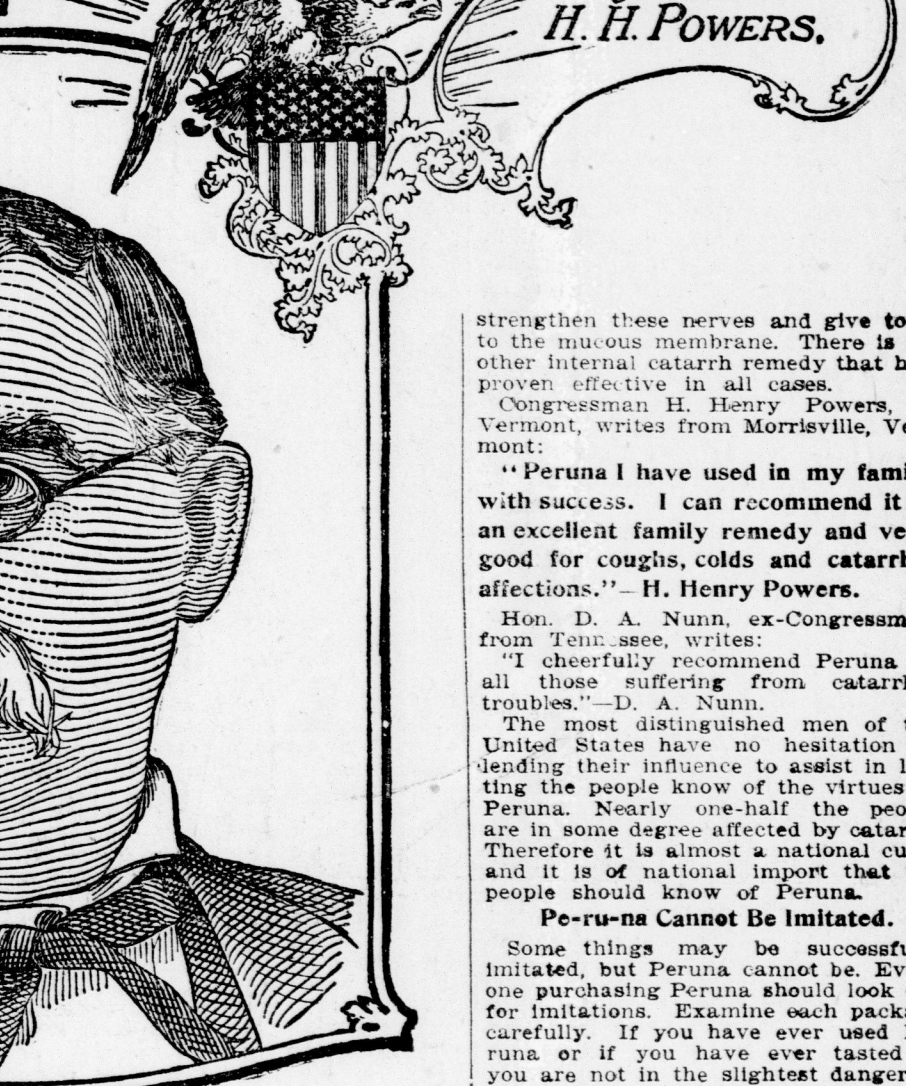 H. H. POWERS.
strengthen these nerves and give to
to the mucous membrane. There is
other internal catarrh remedy that h
proven effective in all cases.
Congressman H. Henry Powers,
Vermont, writes from Morrisville, Ve
mont:
"Peruna I have used in my fami
with success. I can recommend it
an excellent family remedy and ve
good for coughs, colds and catarrh
affections."—H. Henry Powers.
Hon. D. A. Nunn, ex-Congressm
from Tennessee, writes:
"I cheerfully recommend Peruna
all those suffering from catarrh
troubles."—D. A. Nunn.
The most distinguished men of t
United States have no hesitation
lending their influence to assist in l
ting the people know of the virtues
Peruna. Nearly one-half the peo
are in some degree affected by catar
Therefore it is almost a national cu
and it is of national import that
people should know of Peruna.
Pe-ru-na Cannot Be Imitated.
Some things may be successfu
imitated, but Peruna cannot be. Ev
one purchasing Peruna should look
for imitations. Examine each packa
carefully. If you have ever used
runa or if you have ever tasted
you are not in the slightest danger